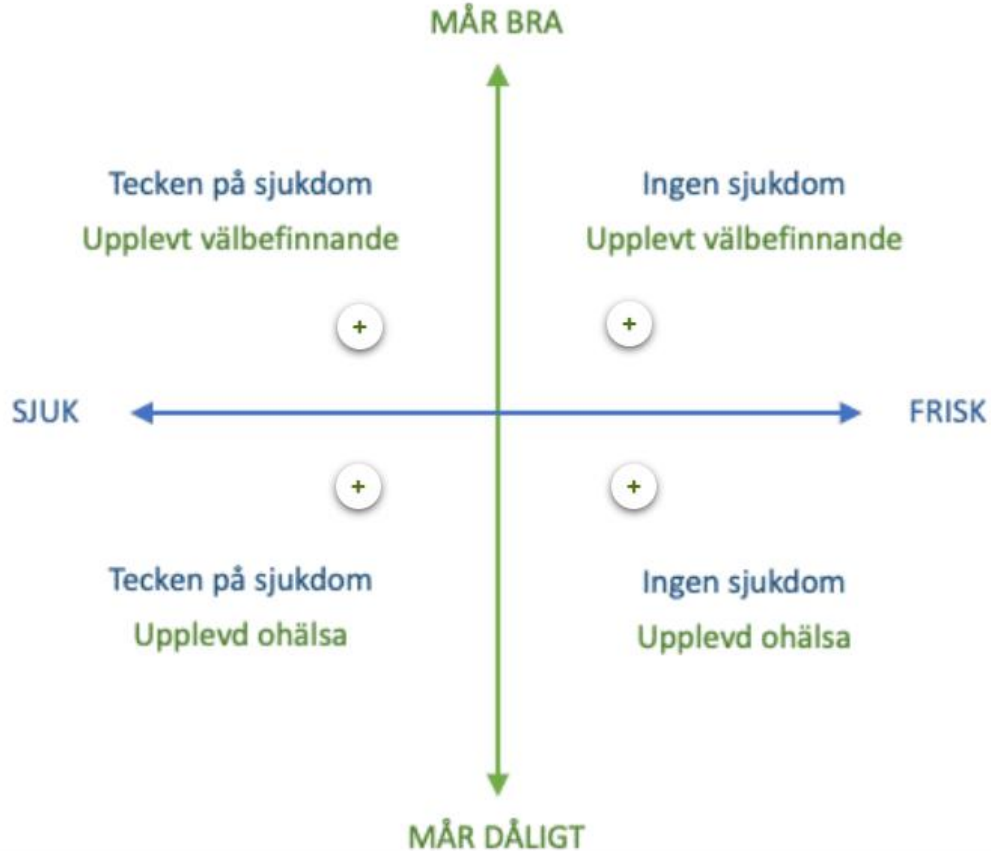 MÅR BRA
Tecken på sjukdom
Upplevt välbefinnande
Ingen sjukdom
Upplevt välbefinnande
+
+
SJUK
FRISK
+
+
Tecken på sjukdom
Upplevd ohälsa
Ingen sjukdom
Upplevd ohälsa
MÅR DÅLIGT